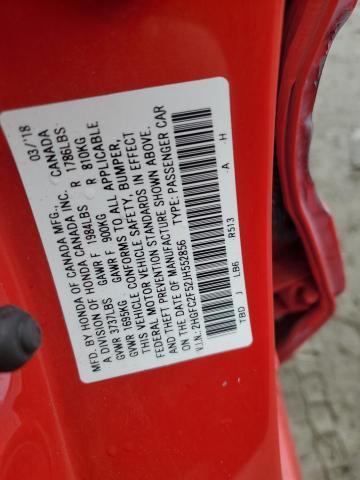 MFD. BY HONDA OF CANADA MFG. 03/'18
A DIVISION OF HONDA CANADA INC. CANADA
GVWR 3737LBS GAWR F 1984LBS R 1786LBS
GVWR 1695KG GAWR F 900KG R 810KG
THIS VEHICLE CONFORMS TO ALL APPLICABLE
FEDERAL MOTOR VEHICLE SAFETY, BUMPER,
AND THEFT PREVENTION STANDARDS IN EFFECT
ON THE DATE OF MANUFACTURE SHOWN ABOVE.
V.I.N.: 2HGFC2F52JH552856 TYPE: PASSENGER CAR
TBD J LB6 R513 A H